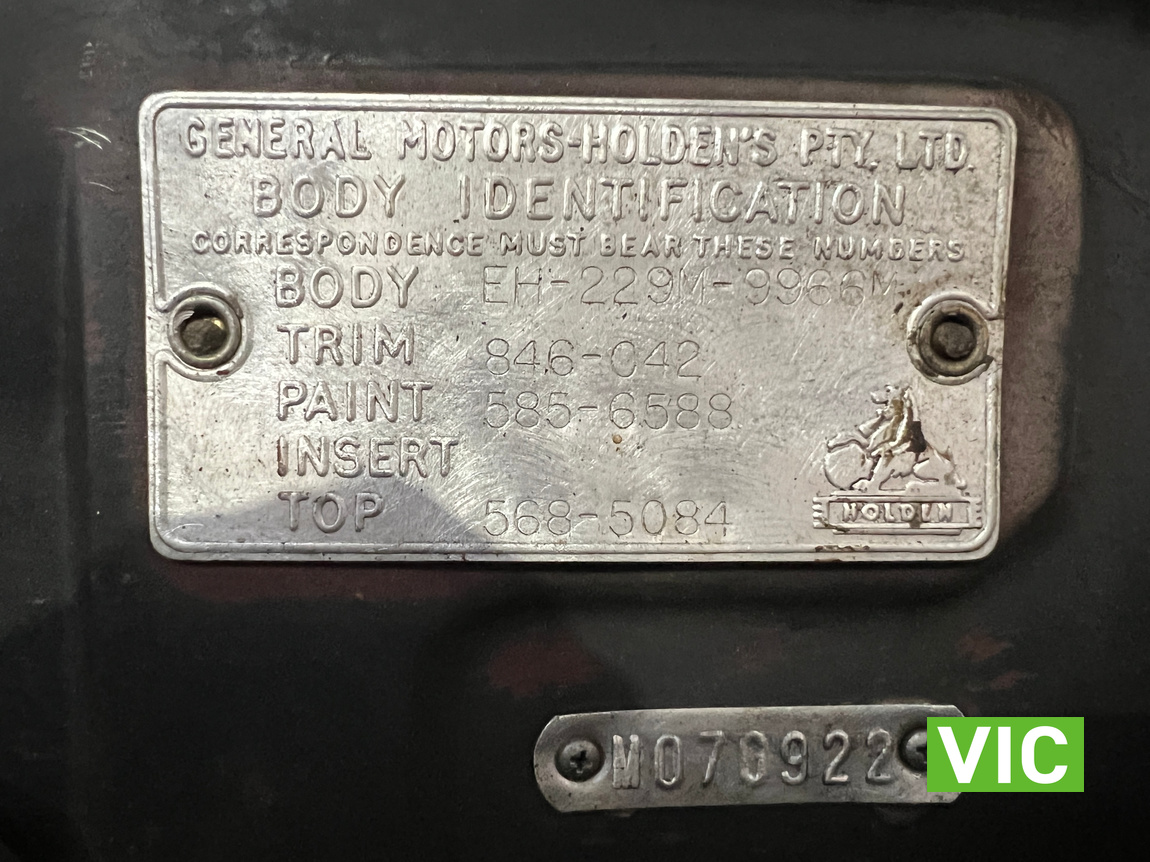 GENERAL MOTORS-HOLDEN'S PTY. LTD.
BODY IDENTIFICATION
CORRESPONDENCE MUST BEAR THESE NUMBERS
BODY EH-229M-9966M
TRIM 846-042
PAINT 585-6588
INSERT
TOP 568-5084
HOLDEN
M070922
VIC